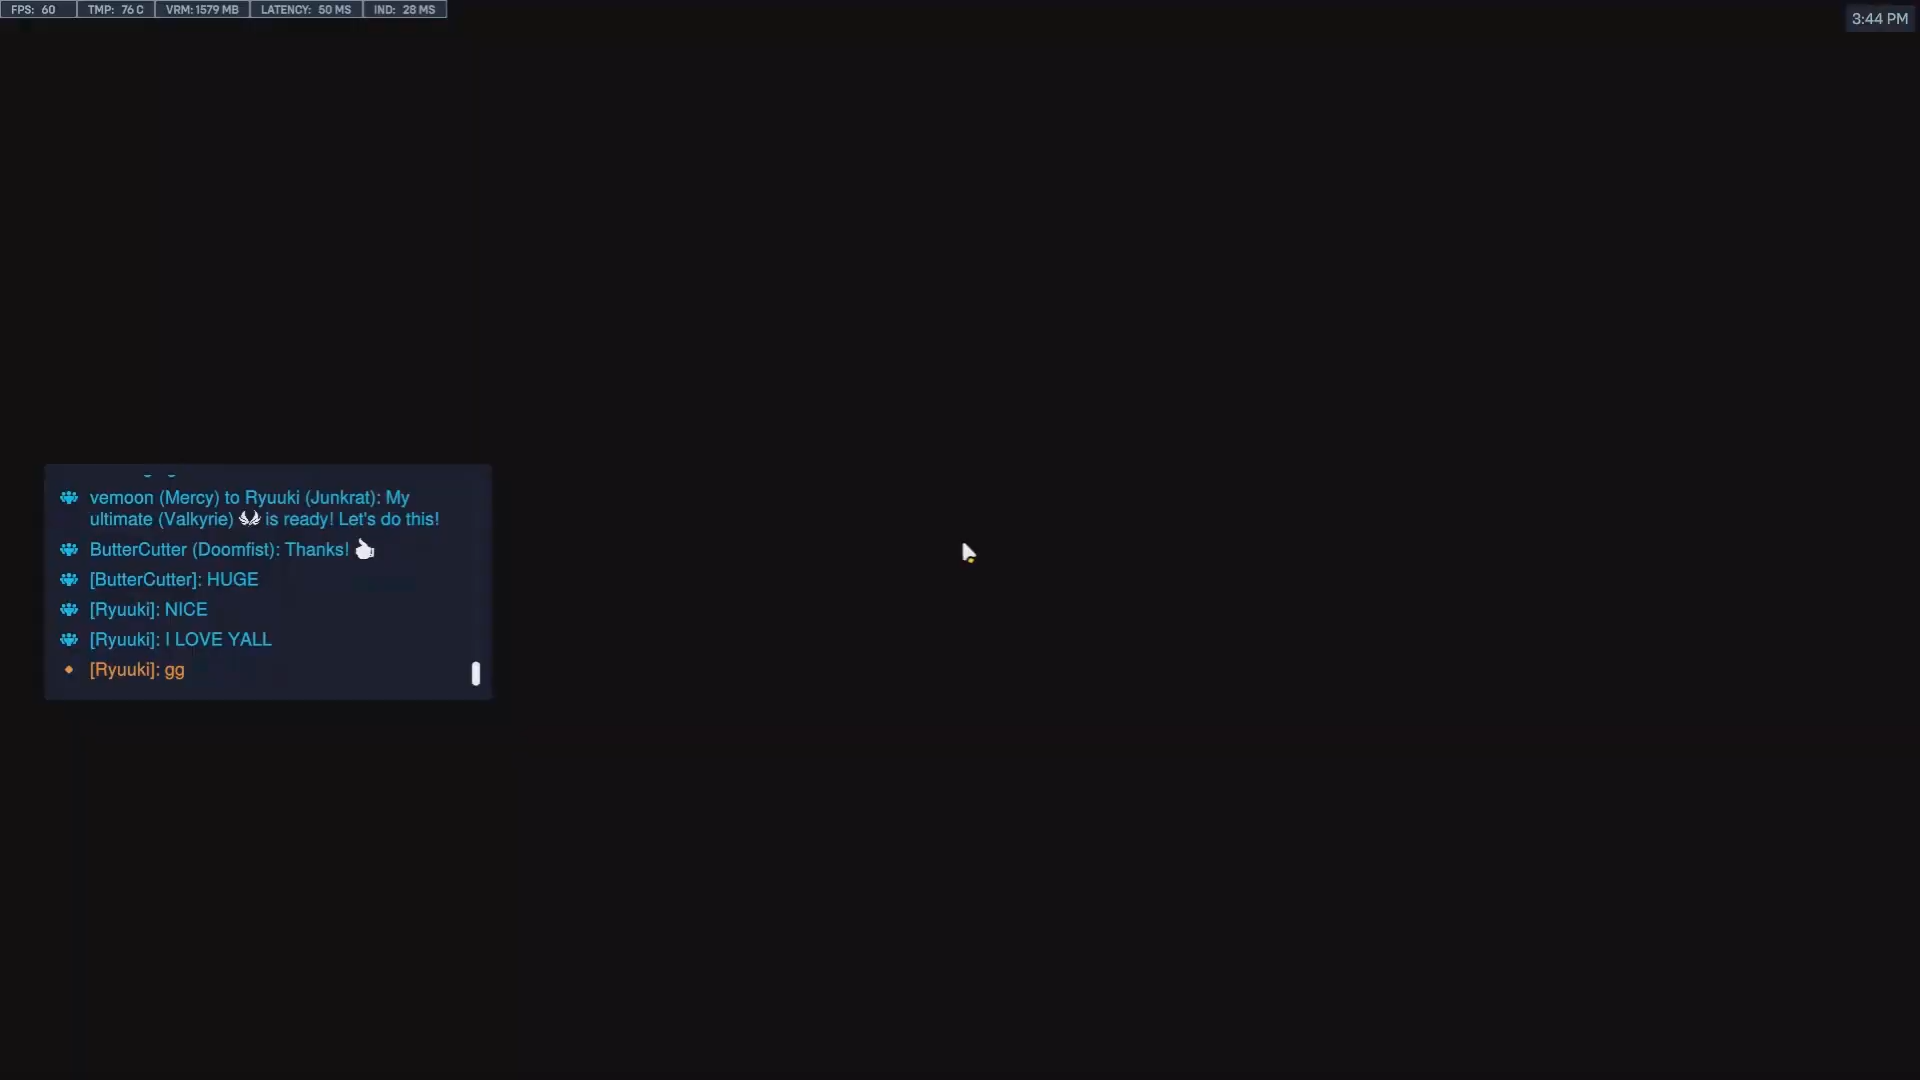 FPS: 60 TMP: 76 C VRM: 1579 MB LATENCY: 50 MS IND: 28 MS
3:44 PM
vemoon (Mercy) to Ryuuki (Junkrat): My
ultimate (Valkyrie) is ready! Let's do this!
ButterCutter (Doomfist): Thanks!
[ButterCutter]: HUGE
[Ryuuki]: NICE
[Ryuuki]: I LOVE YALL
[Ryuuki]: gg